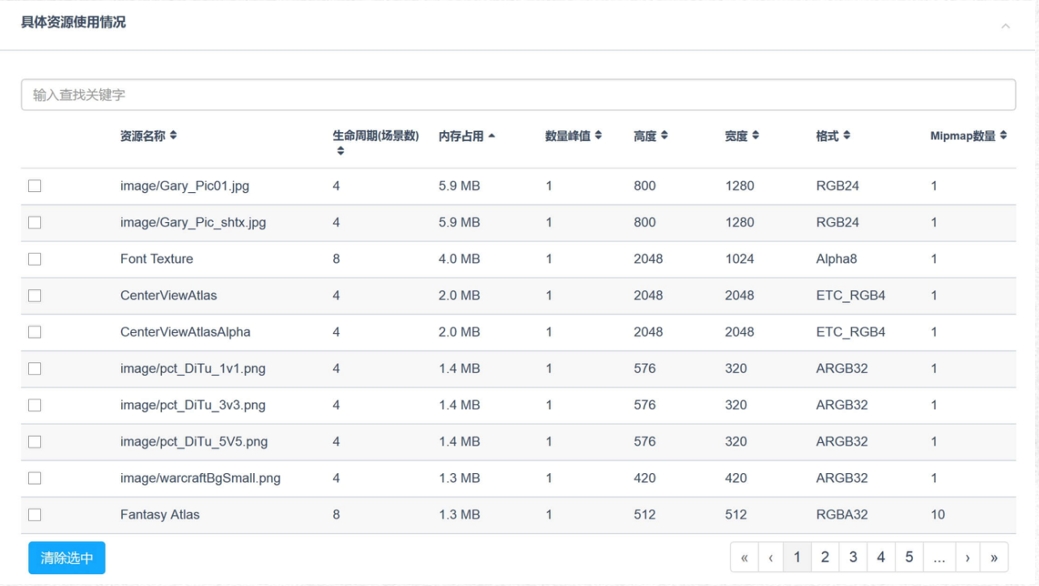 具体资源使用情况
输入查找关键字
资源名称 生命周期(场景数) 内存占用 数量峰值 高度 宽度 格式 Mipmap数量
image/Gary_Pic01.jpg 4 5.9 MB 1 800 1280 RGB24 1
image/Gary_Pic_shtx.jpg 4 5.9 MB 1 800 1280 RGB24 1
Font Texture 8 4.0 MB 1 2048 1024 Alpha8 1
CenterViewAtlas 4 2.0 MB 1 2048 2048 ETC_RGB4 1
CenterViewAtlasAlpha 4 2.0 MB 1 2048 2048 ETC_RGB4 1
image/pct_DiTu_1v1.png 4 1.4 MB 1 576 320 ARGB32 1
image/pct_DiTu_3v3.png 4 1.4 MB 1 576 320 ARGB32 1
image/pct_DiTu_5V5.png 4 1.4 MB 1 576 320 ARGB32 1
image/warcraftBgSmall.png 4 1.3 MB 1 420 420 ARGB32 1
Fantasy Atlas 8 1.3 MB 1 512 512 RGBA32 10
清除选中 « ‹ 1 2 3 4 5 ... › »